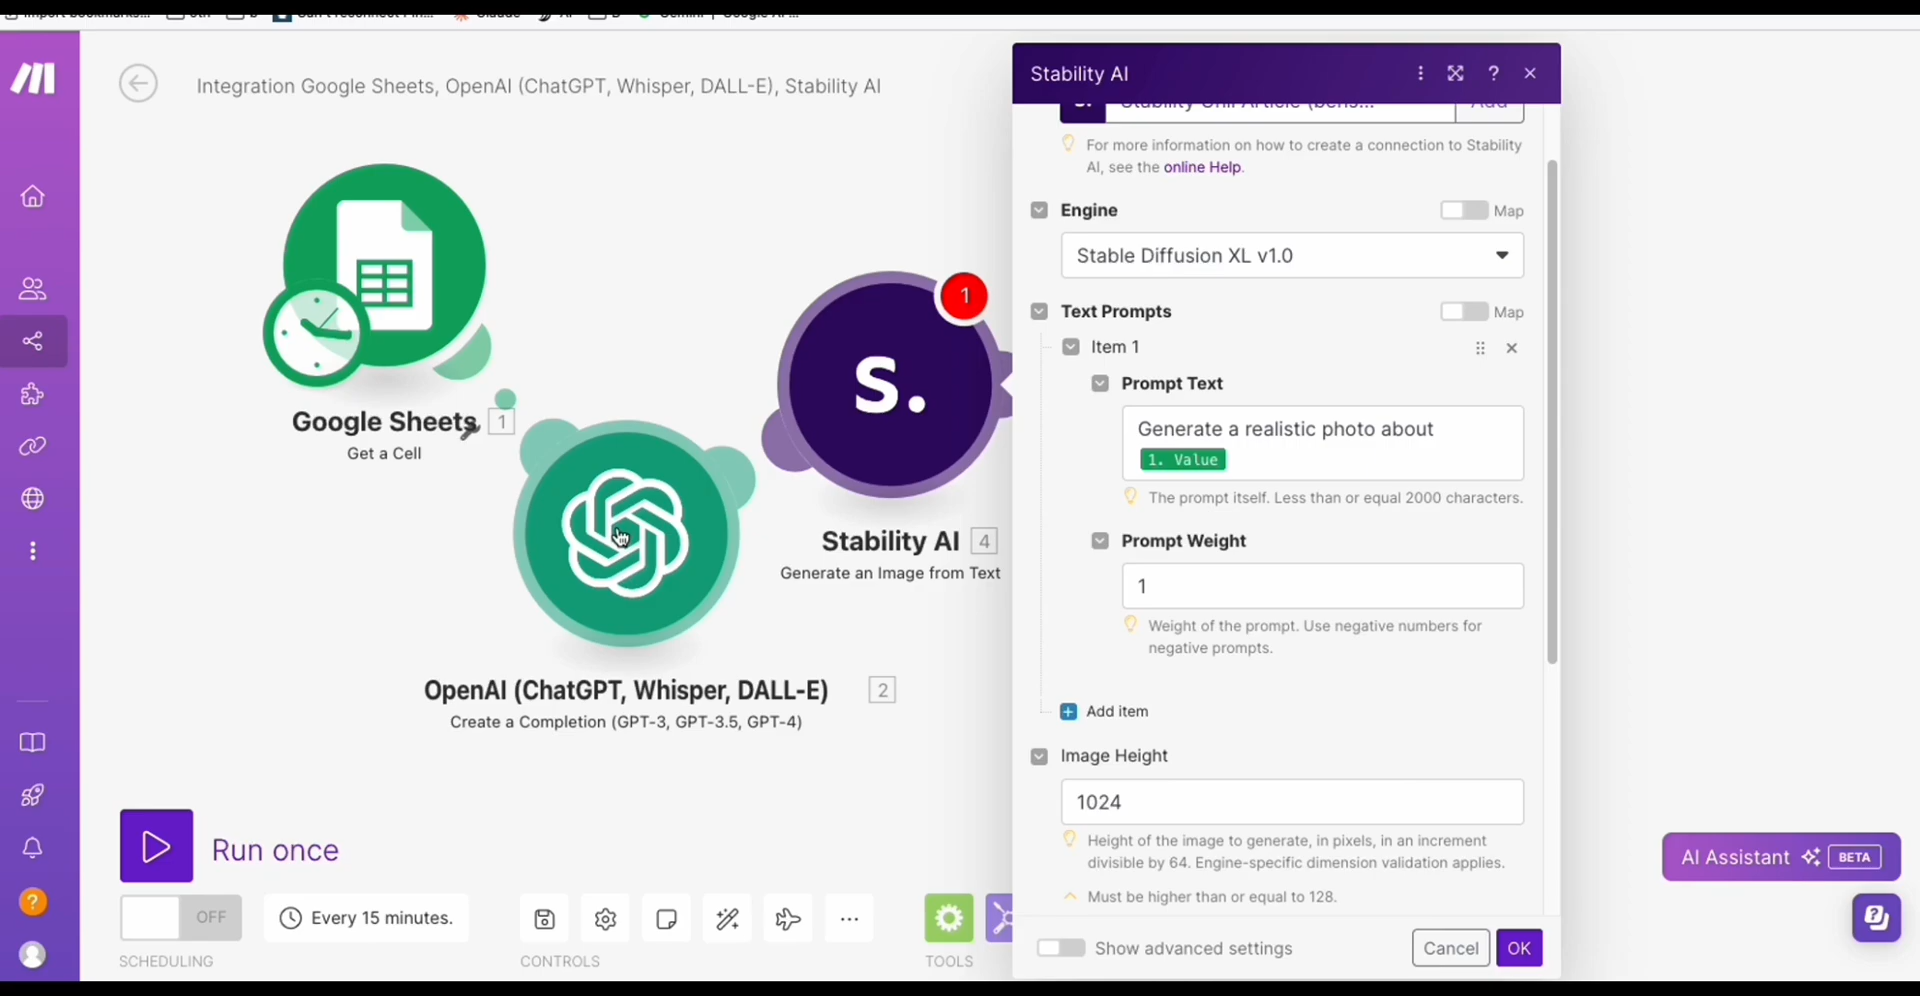 Claude
AI
Integration Google Sheets, OpenAI (ChatGPT, Whisper, DALL-E), Stability AI
Google Sheets 1
Get a Cell
OpenAI (ChatGPT, Whisper, DALL-E) 2
Create a Completion (GPT-3, GPT-3.5, GPT-4)
S.
1
Stability AI 4
Generate an Image from Text
Run once
OFF
Every 15 minutes.
SCHEDULING
CONTROLS
TOOLS
Stability AI
?
Add
For more information on how to create a connection to Stability
AI, see the online Help.
Engine
Map
Stable Diffusion XL v1.0
Text Prompts
Map
Item 1
Prompt Text
Generate a realistic photo about
1. Value
The prompt itself. Less than or equal 2000 characters.
Prompt Weight
1
Weight of the prompt. Use negative numbers for
negative prompts.
Add item
Image Height
1024
Height of the image to generate, in pixels, in an increment
divisible by 64. Engine-specific dimension validation applies.
Must be higher than or equal to 128.
Show advanced settings
Cancel
OK
AI Assistant BETA